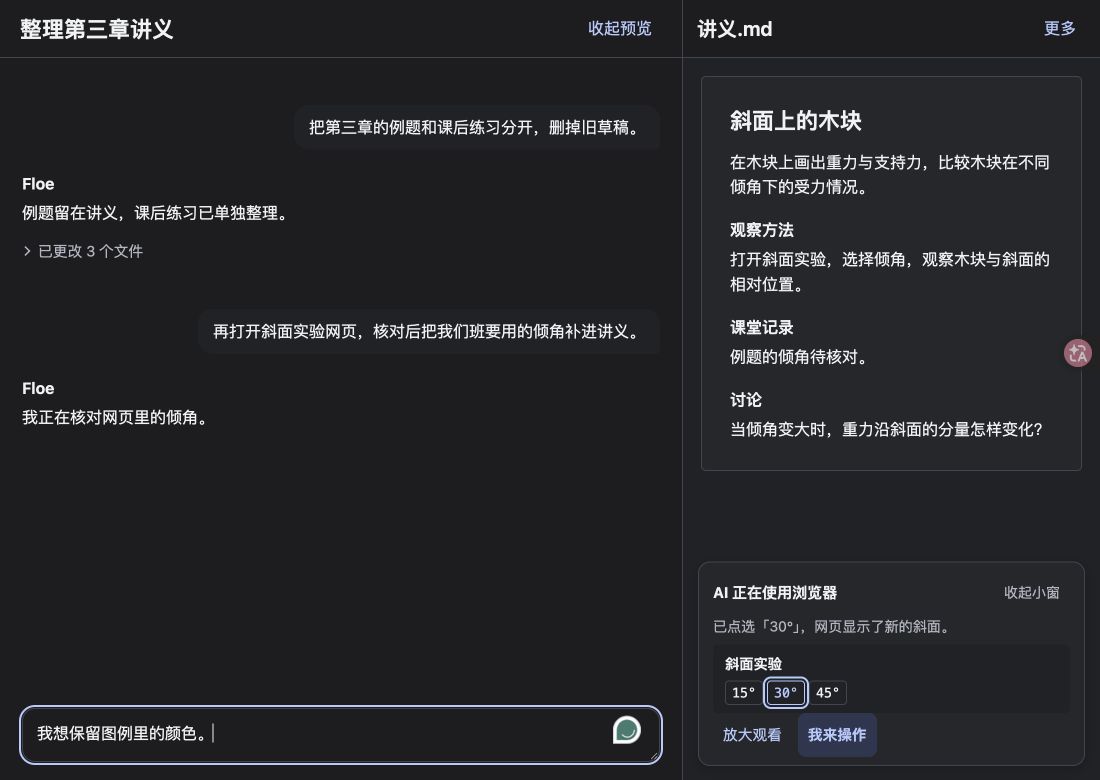 整理第三章讲义
收起预览
把第三章的例题和课后练习分开，删掉旧草稿。
Floe
例题留在讲义，课后练习已单独整理。
已更改 3 个文件
再打开斜面实验网页，核对后把我们班要用的倾角补进讲义。
Floe
我正在核对网页里的倾角。
我想保留图例里的颜色。
讲义.md
更多
斜面上的木块
在木块上画出重力与支持力，比较木块在不同
倾角下的受力情况。
观察方法
打开斜面实验，选择倾角，观察木块与斜面的
相对位置。
课堂记录
例题的倾角待核对。
讨论
当倾角变大时，重力沿斜面的分量怎样变化？
AI 正在使用浏览器
收起小窗
已点选「30°」，网页显示了新的斜面。
斜面实验
15° 30° 45°
放大观看
我来操作